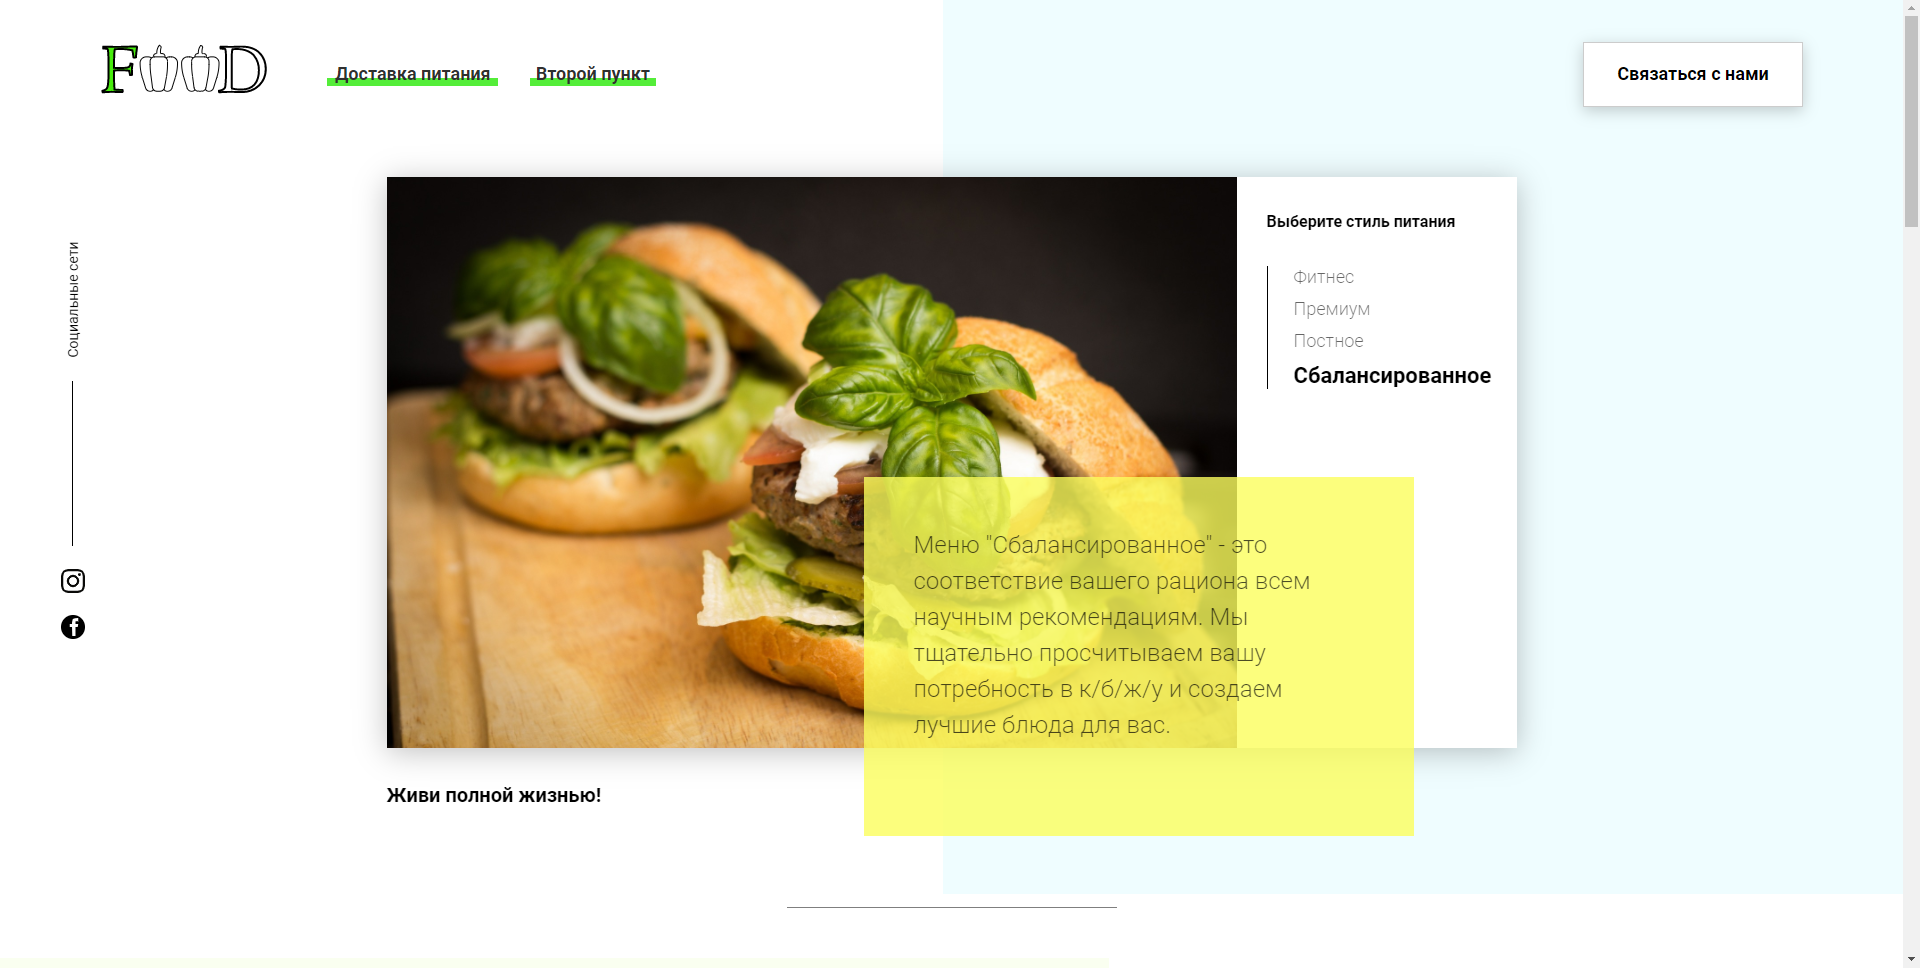 FooD
Доставка питания
Второй пункт
Связаться с нами
Социальные сети
Выберите стиль питания
Фитнес
Премиум
Постное
Сбалансированное
Меню "Сбалансированное" - это
соответствие вашего рациона всем
научным рекомендациям. Мы
тщательно просчитываем вашу
потребность в к/б/ж/у и создаем
лучшие блюда для вас.
Живи полной жизнью!